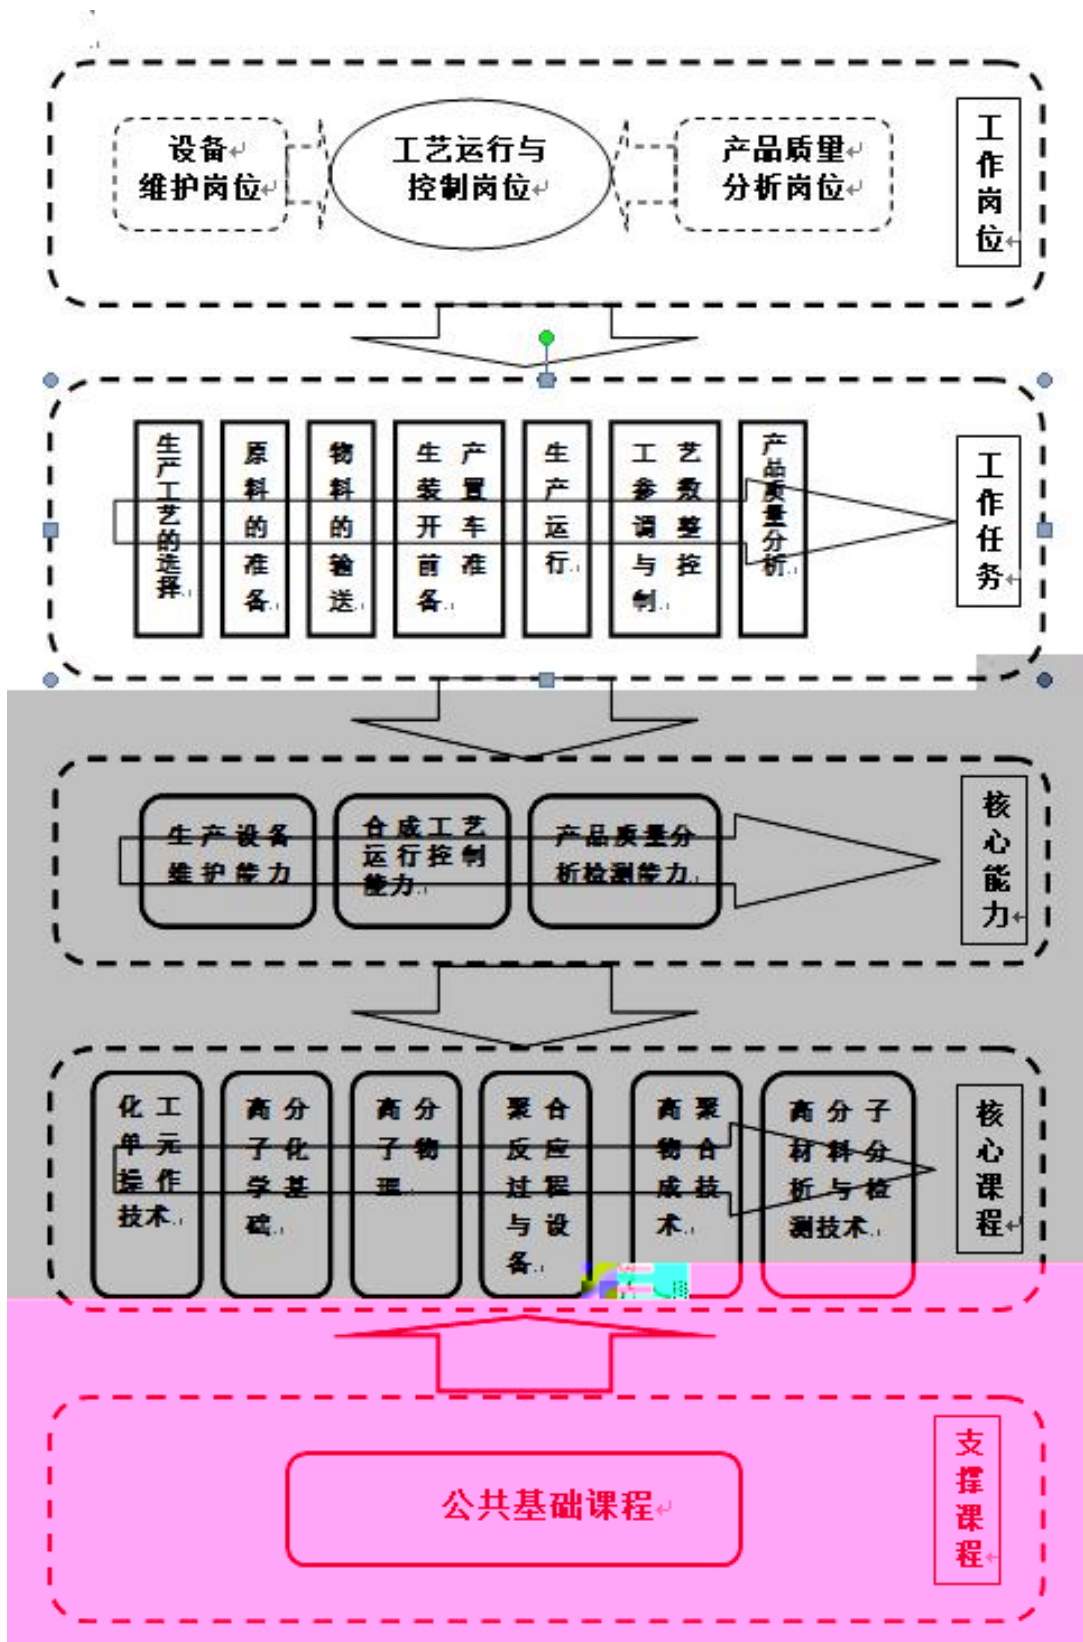 设备
维护岗位
工艺运行与
控制岗位
产品质量
分析岗位
工
作
岗
位
生
产
工
艺
的
选
择
原
料
的
准
备
物
料
的
输
送
生产
装置
开车
前准
备
生
产
运
行
工艺
参数
调整
与控
制
产
品
质
量
分
析
工
作
任
务
生产设备
维护能力
合成工艺
运行控制
能力
产品质量分
析检测能力
核
心
能
力
化工
单元
操作
技术
高分
子化
学基
础
高分
子物
理
聚合
反应
过程
与设
备
高聚
物合
成技
术
高分子
材料分
析与检
测技术
核
心
课
程
公共基础课程
支
撑
课
程